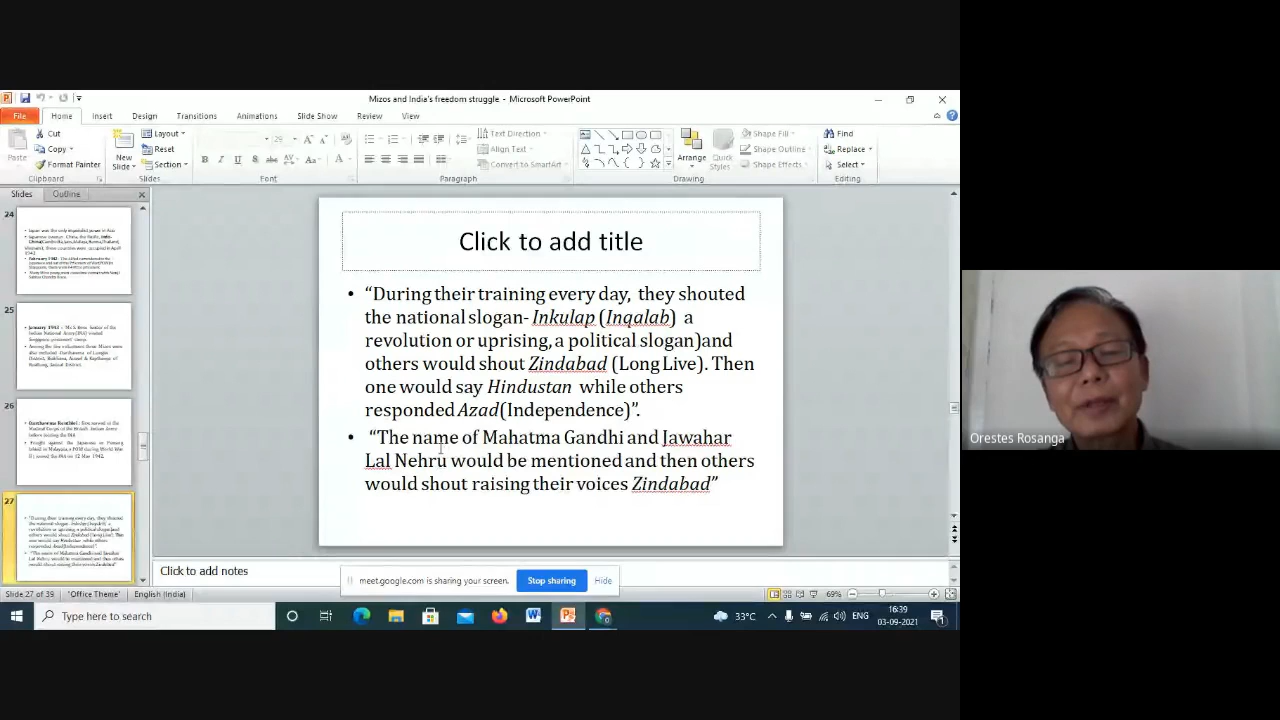 Mizos and India's freedom struggle. - Microsoft PowerPoint
File Home Insert Design Transitions Animations Slide Show Review View
Cut
Copy
Format Painter
Paste
Clipboard
New Slide
Layout
Reset
Section
Slides
Font
Text Direction
Align Text
Convert to SmartArt
Paragraph
Arrange
Quick Styles
Shape Fill
Shape Outline
Shape Effects
Drawing
Find
Replace
Select
Editing
Slides Outline
24
25
26
27
Click to add title
• “During their training every day, they shouted
the national slogan- Inkulap (Inqalab) a
revolution or uprising, a political slogan)and
others would shout Zindabad (Long Live). Then
one would say Hindustan while others
responded Azad(Independence)”.
• “The name of Mahatma Gandhi and Jawahar
Lal Nehru would be mentioned and then others
would shout raising their voices Zindabad”
Click to add notes
meet.google.com is sharing your screen. Stop sharing Hide
Slide 27 of 39 "Office Theme" English (India) 69%
Type here to search
33°C ENG 16:39
03-09-2021
Orestes Rosanga